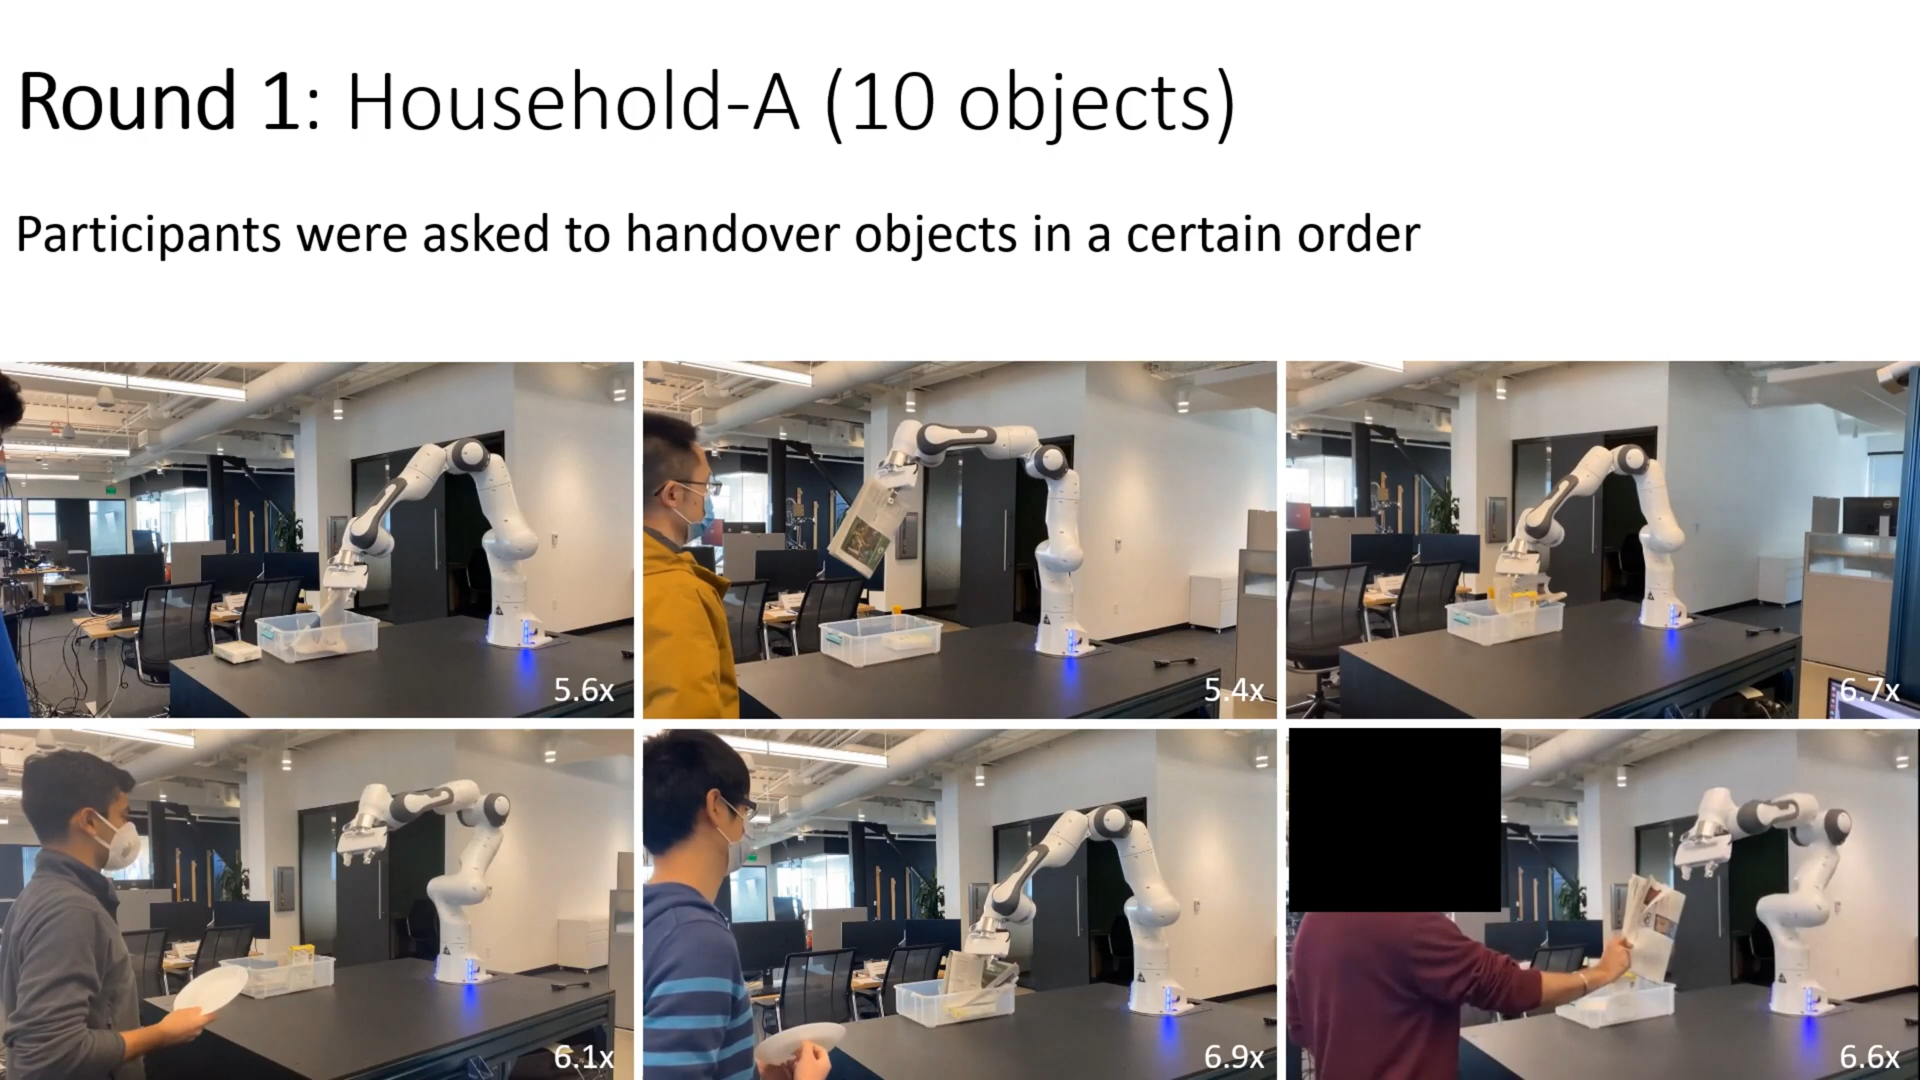 Round 1: Household-A (10 objects)
Participants were asked to handover objects in a certain order
5.6x
5.4x
6.7x
6.1x
6.9x
6.6x